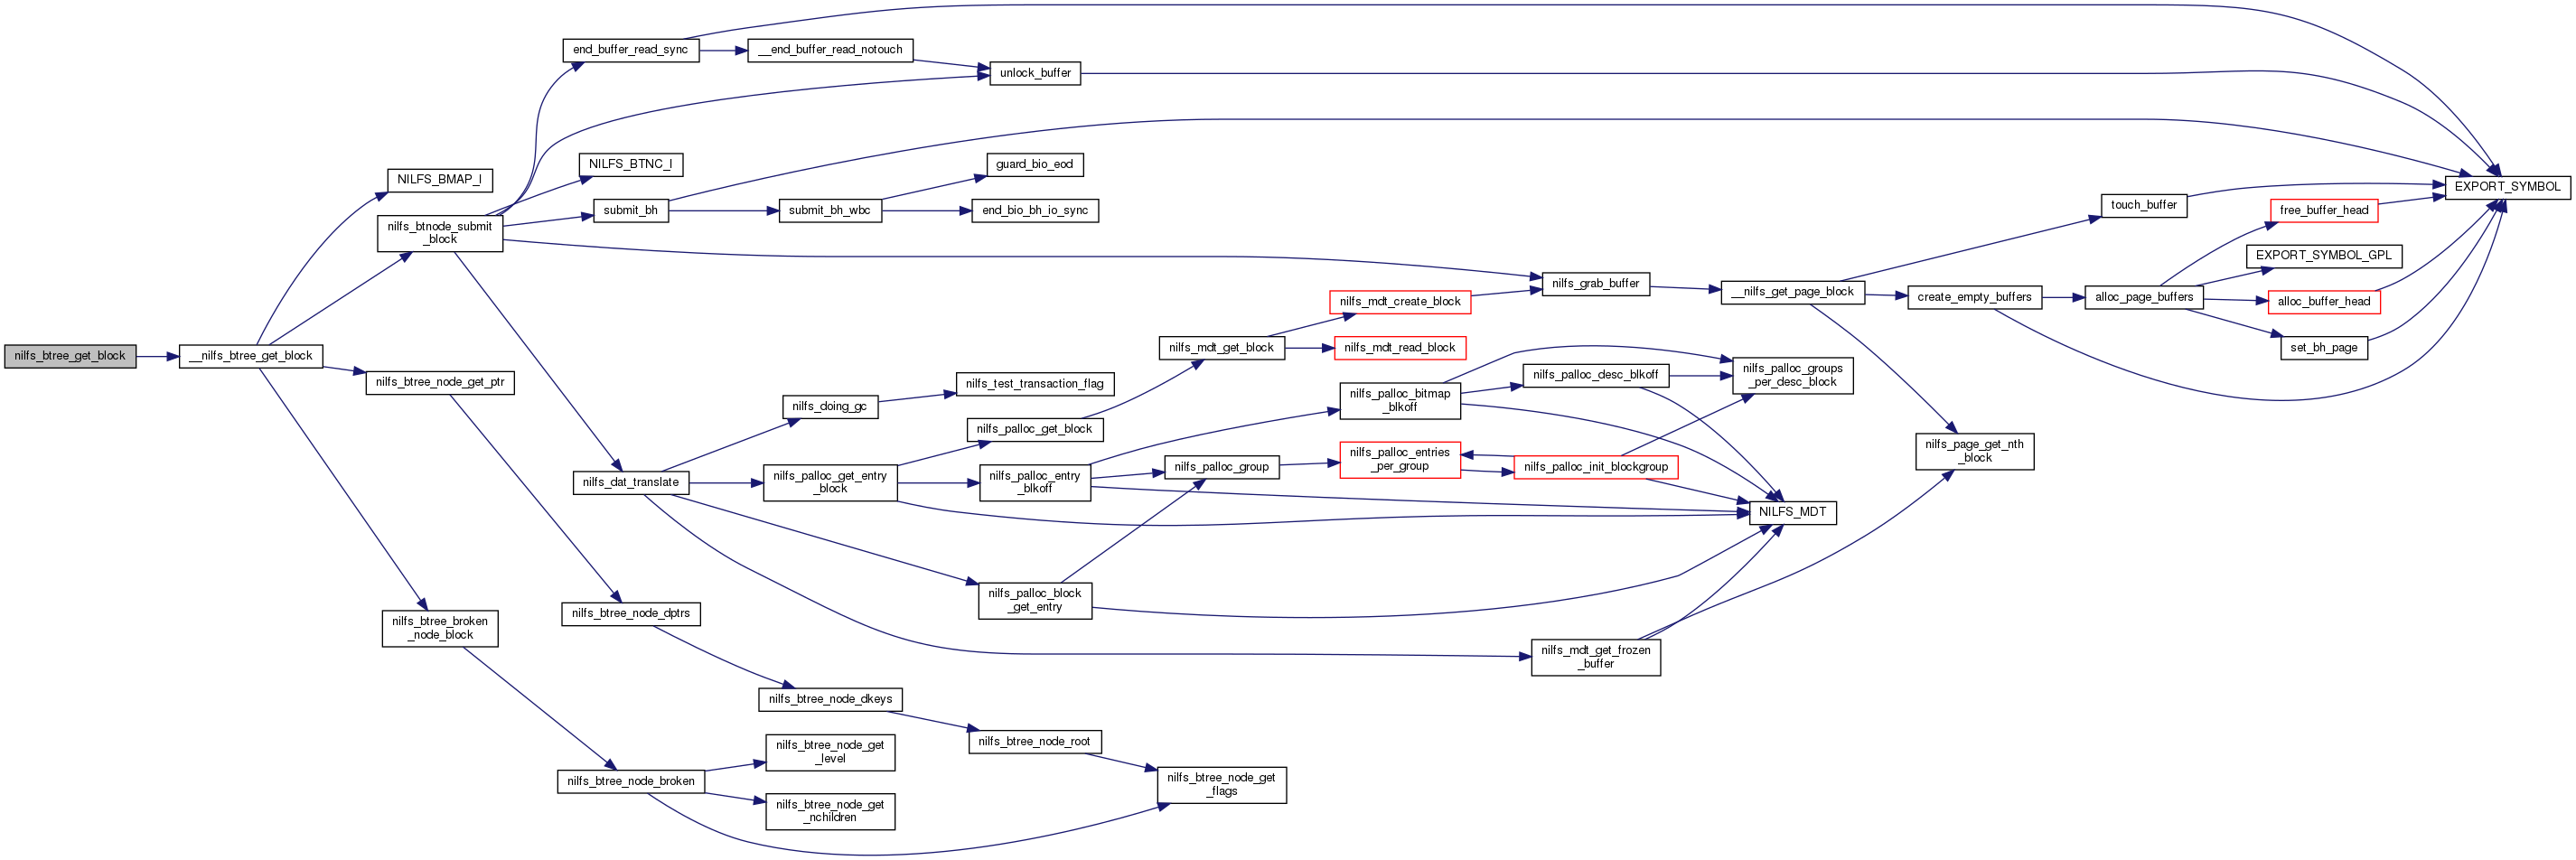 nilfs_btree_get_block
__nilfs_btree_get_block
NILFS_BMAP_I
nilfs_btnode_submit
_block
nilfs_btree_node_get_ptr
nilfs_btree_broken
_node_block
end_buffer_read_sync
NILFS_BTNC_I
submit_bh
nilfs_dat_translate
nilfs_btree_node_dptrs
nilfs_btree_node_broken
__end_buffer_read_notouch
submit_bh_wbc
nilfs_doing_gc
nilfs_palloc_get_entry
_block
nilfs_btree_node_dkeys
nilfs_btree_node_get
_level
nilfs_btree_node_get
_nchildren
unlock_buffer
guard_bio_eod
end_bio_bh_io_sync
nilfs_test_transaction_flag
nilfs_palloc_get_block
nilfs_palloc_entry
_blkoff
nilfs_palloc_block
_get_entry
nilfs_btree_node_root
nilfs_mdt_get_block
nilfs_palloc_group
nilfs_btree_node_get
_flags
nilfs_mdt_create_block
nilfs_mdt_read_block
nilfs_palloc_bitmap
_blkoff
nilfs_palloc_entries
_per_group
nilfs_grab_buffer
nilfs_palloc_desc_blkoff
nilfs_palloc_init_blockgroup
nilfs_mdt_get_frozen
_buffer
__nilfs_get_page_block
nilfs_palloc_groups
_per_desc_block
NILFS_MDT
create_empty_buffers
nilfs_page_get_nth
_block
touch_buffer
alloc_page_buffers
free_buffer_head
EXPORT_SYMBOL_GPL
alloc_buffer_head
set_bh_page
EXPORT_SYMBOL